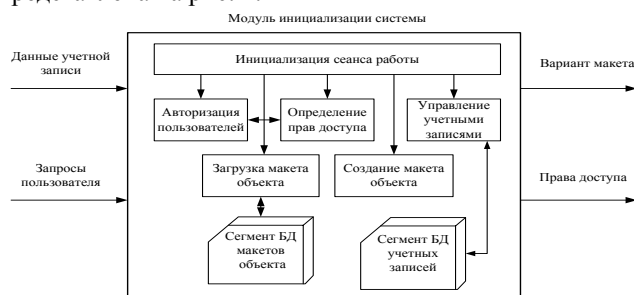 Модуль инициализации системы
Данные учетной
записи
Инициализация сеанса работы
Вариант макета
Авторизация
пользователей
Определение
прав доступа
Управление
учетными
записями
Запросы
пользователя
Загрузка макета
объекта
Создание макета
объекта
Права доступа
Сегмент БД
макетов
объекта
Сегмент БД
учетных
записей